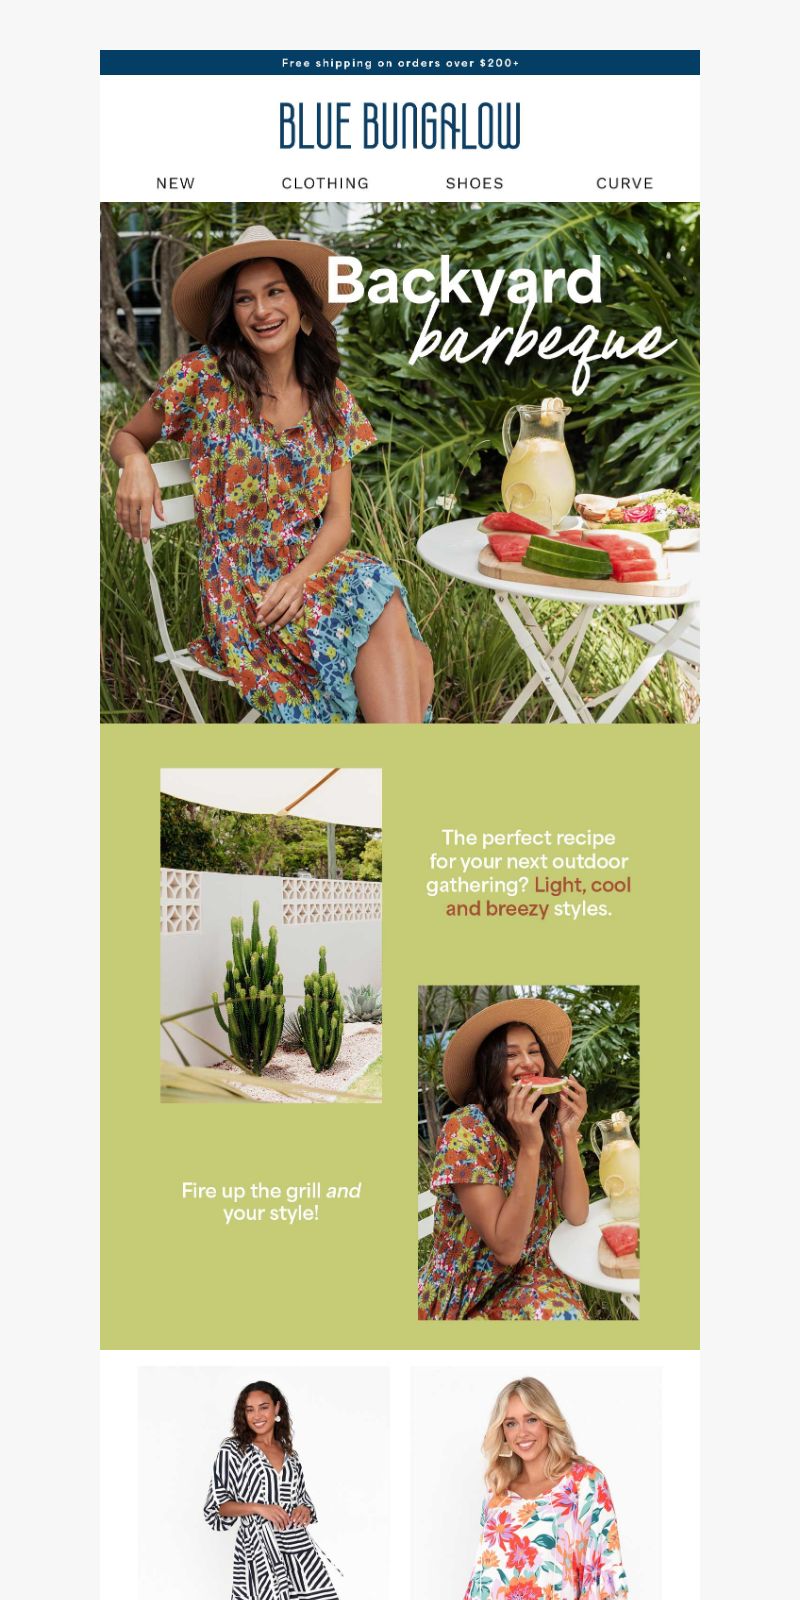 Free shipping on orders over $200+
BLUE BUNGALOW
NEW CLOTHING SHOES CURVE
Backyard
barbeque
The perfect recipe
for your next outdoor
gathering? Light, cool
and breezy styles.
Fire up the grill and
your style!